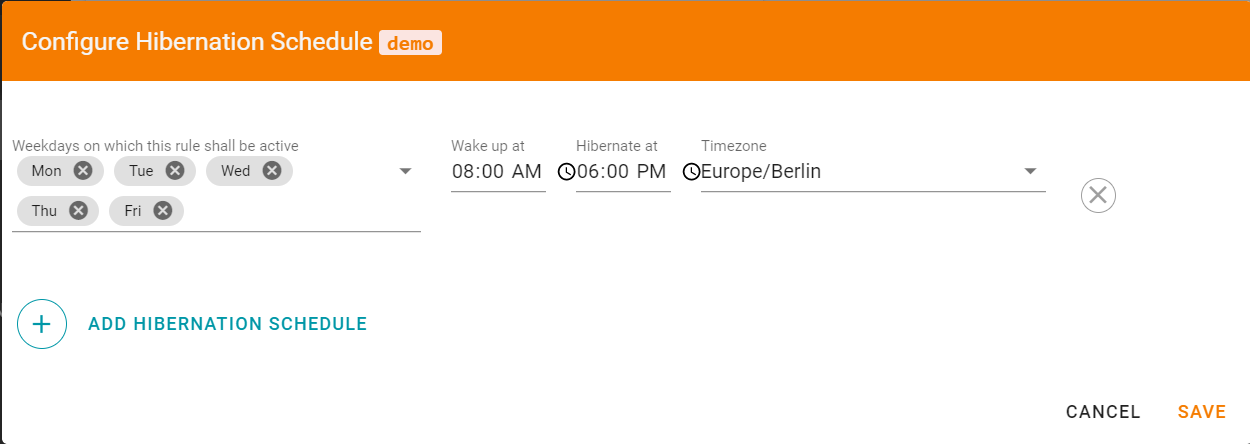 Configure Hibernation Schedule demo
Weekdays on which this rule shall be active
Mon Tue Wed
Thu Fri
Wake up at
08:00 AM
Hibernate at
06:00 PM
Timezone
Europe/Berlin
ADD HIBERNATION SCHEDULE
CANCEL SAVE